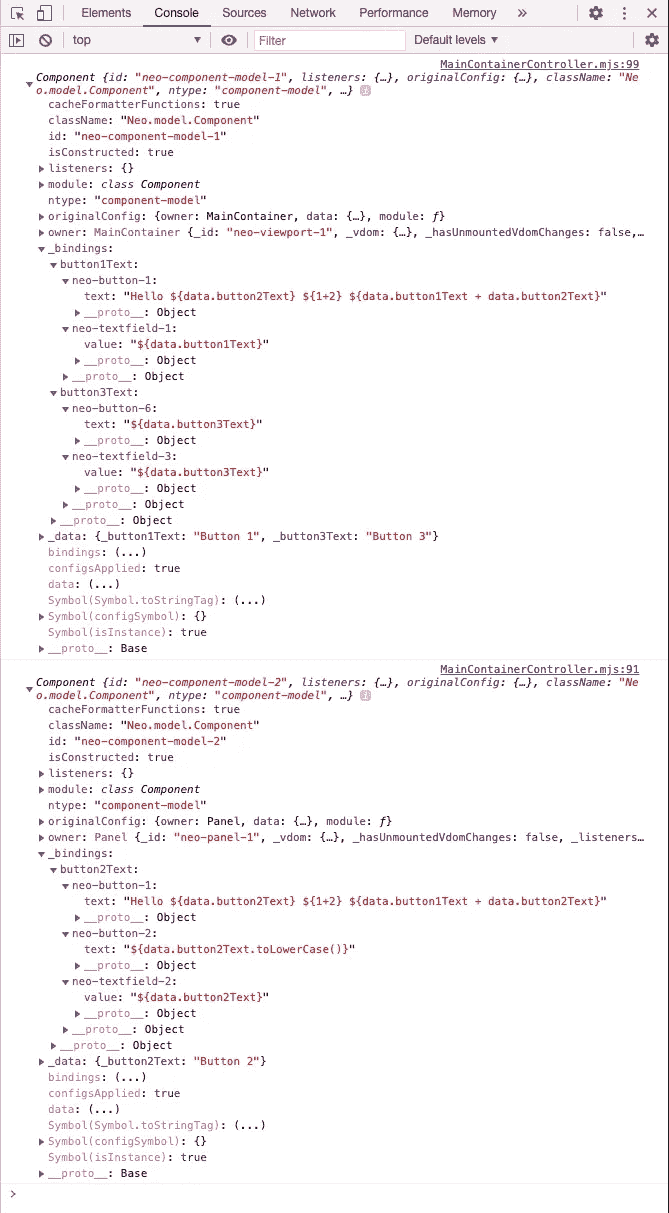 Elements Console Sources Network Performance Memory »
top Filter Default levels
MainContainerController.mjs:99
Component {id: "neo-component-model-1", listeners: {…}, originalConfig: {…}, className: "Ne
o.model.Component", ntype: "component-model", …} i
cacheFormatterFunctions: true
className: "Neo.model.Component"
id: "neo-component-model-1"
isConstructed: true
listeners: {}
module: class Component
ntype: "component-model"
originalConfig: {owner: MainContainer, data: {…}, module: ƒ}
owner: MainContainer {_id: "neo-viewport-1", _vdom: {…}, _hasUnmountedVdomChanges: false,…
_bindings:
button1Text:
neo-button-1:
text: "Hello ${data.button2Text} ${1+2} ${data.button1Text + data.button2Text}"
__proto__: Object
neo-textfield-1:
value: "${data.button1Text}"
__proto__: Object
__proto__: Object
button3Text:
neo-button-6:
text: "${data.button3Text}"
__proto__: Object
neo-textfield-3:
value: "${data.button3Text}"
__proto__: Object
__proto__: Object
__proto__: Object
_data: {_button1Text: "Button 1", _button3Text: "Button 3"}
bindings: (...)
configsApplied: true
data: (...)
Symbol(Symbol.toStringTag): (...)
Symbol(configSymbol): {}
Symbol(isInstance): true
__proto__: Base
MainContainerController.mjs:91
Component {id: "neo-component-model-2", listeners: {…}, originalConfig: {…}, className: "Ne
o.model.Component", ntype: "component-model", …} i
cacheFormatterFunctions: true
className: "Neo.model.Component"
id: "neo-component-model-2"
isConstructed: true
listeners: {}
module: class Component
ntype: "component-model"
originalConfig: {owner: Panel, data: {…}, module: ƒ}
owner: Panel {_id: "neo-panel-1", _vdom: {…}, _hasUnmountedVdomChanges: false, _listeners…
_bindings:
button2Text:
neo-button-1:
text: "Hello ${data.button2Text} ${1+2} ${data.button1Text + data.button2Text}"
__proto__: Object
neo-button-2:
text: "${data.button2Text.toLowerCase()}"
__proto__: Object
neo-textfield-2:
value: "${data.button2Text}"
__proto__: Object
__proto__: Object
__proto__: Object
_data: {_button2Text: "Button 2"}
bindings: (...)
configsApplied: true
data: (...)
Symbol(Symbol.toStringTag): (...)
Symbol(configSymbol): {}
Symbol(isInstance): true
__proto__: Base
>